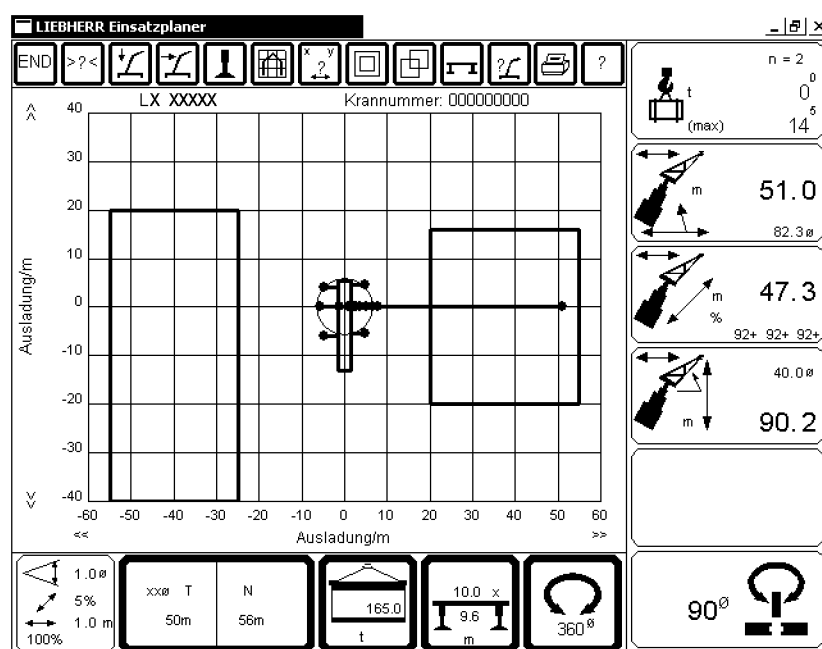 LIEBHERR Einsatzplaner
END >?< ? x y ? ? ?
LX XXXXX Krannummer: 000000000
40
30
20
10
0
-10
-20
-30
-40
Ausladung/m
-60 -50 -40 -30 -20 -10 0 10 20 30 40 50 60
<< Ausladung/m >>
n = 2
0
t 0
5
(max) 14
m 51.0
82.3ø
m 47.3
%
92+ 92+ 92+
40.0ø
m 90.2
1.0ø
5%
1.0 m
100%
xxø T N
50m 56m
165.0
t
10.0 x
9.6
m
360ø
90ø